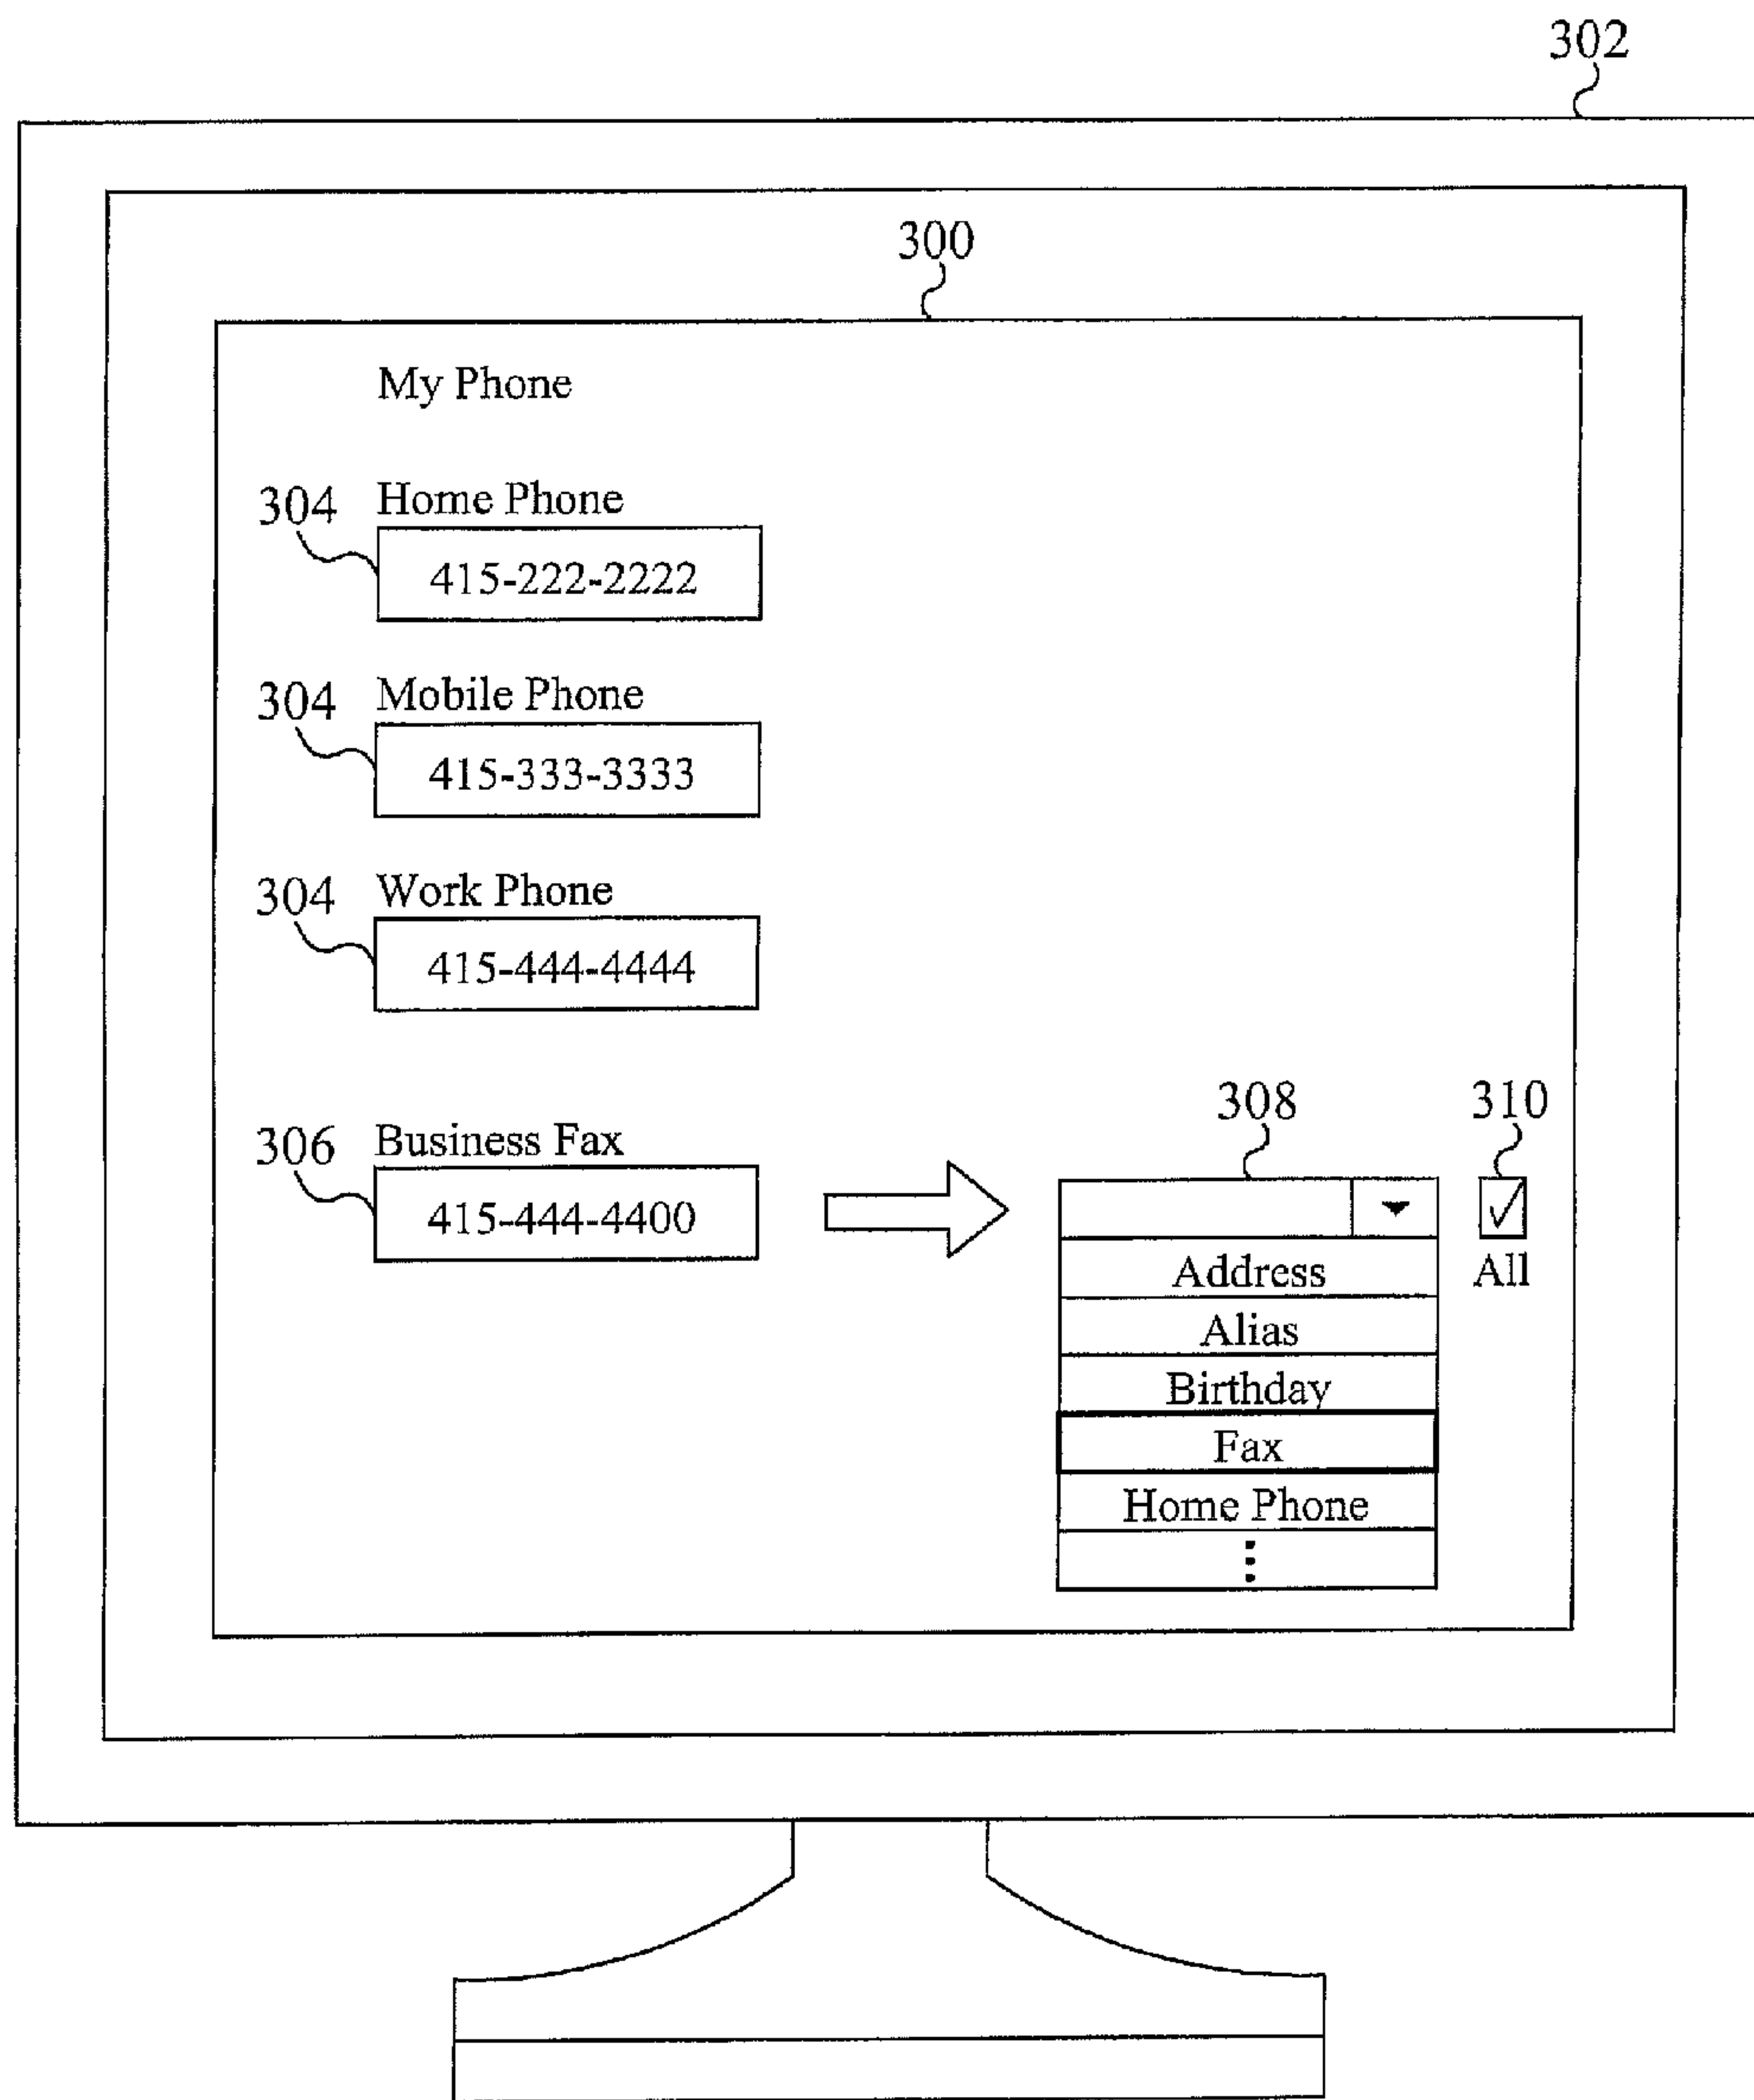 302
300
My Phone
304 Home Phone
415-222-2222
304 Mobile Phone
415-333-3333
304 Work Phone
415-444-4444
308 310
306 Business Fax
415-444-4400
All
Address
Alias
Birthday
Fax
Home Phone